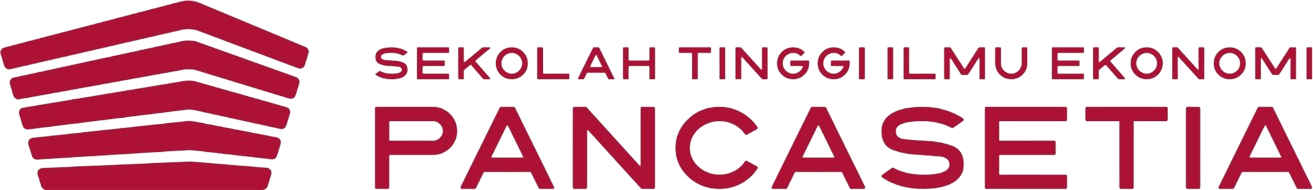 SEKOLAH TINGGI ILMU EKONOMI
PANCASETIA